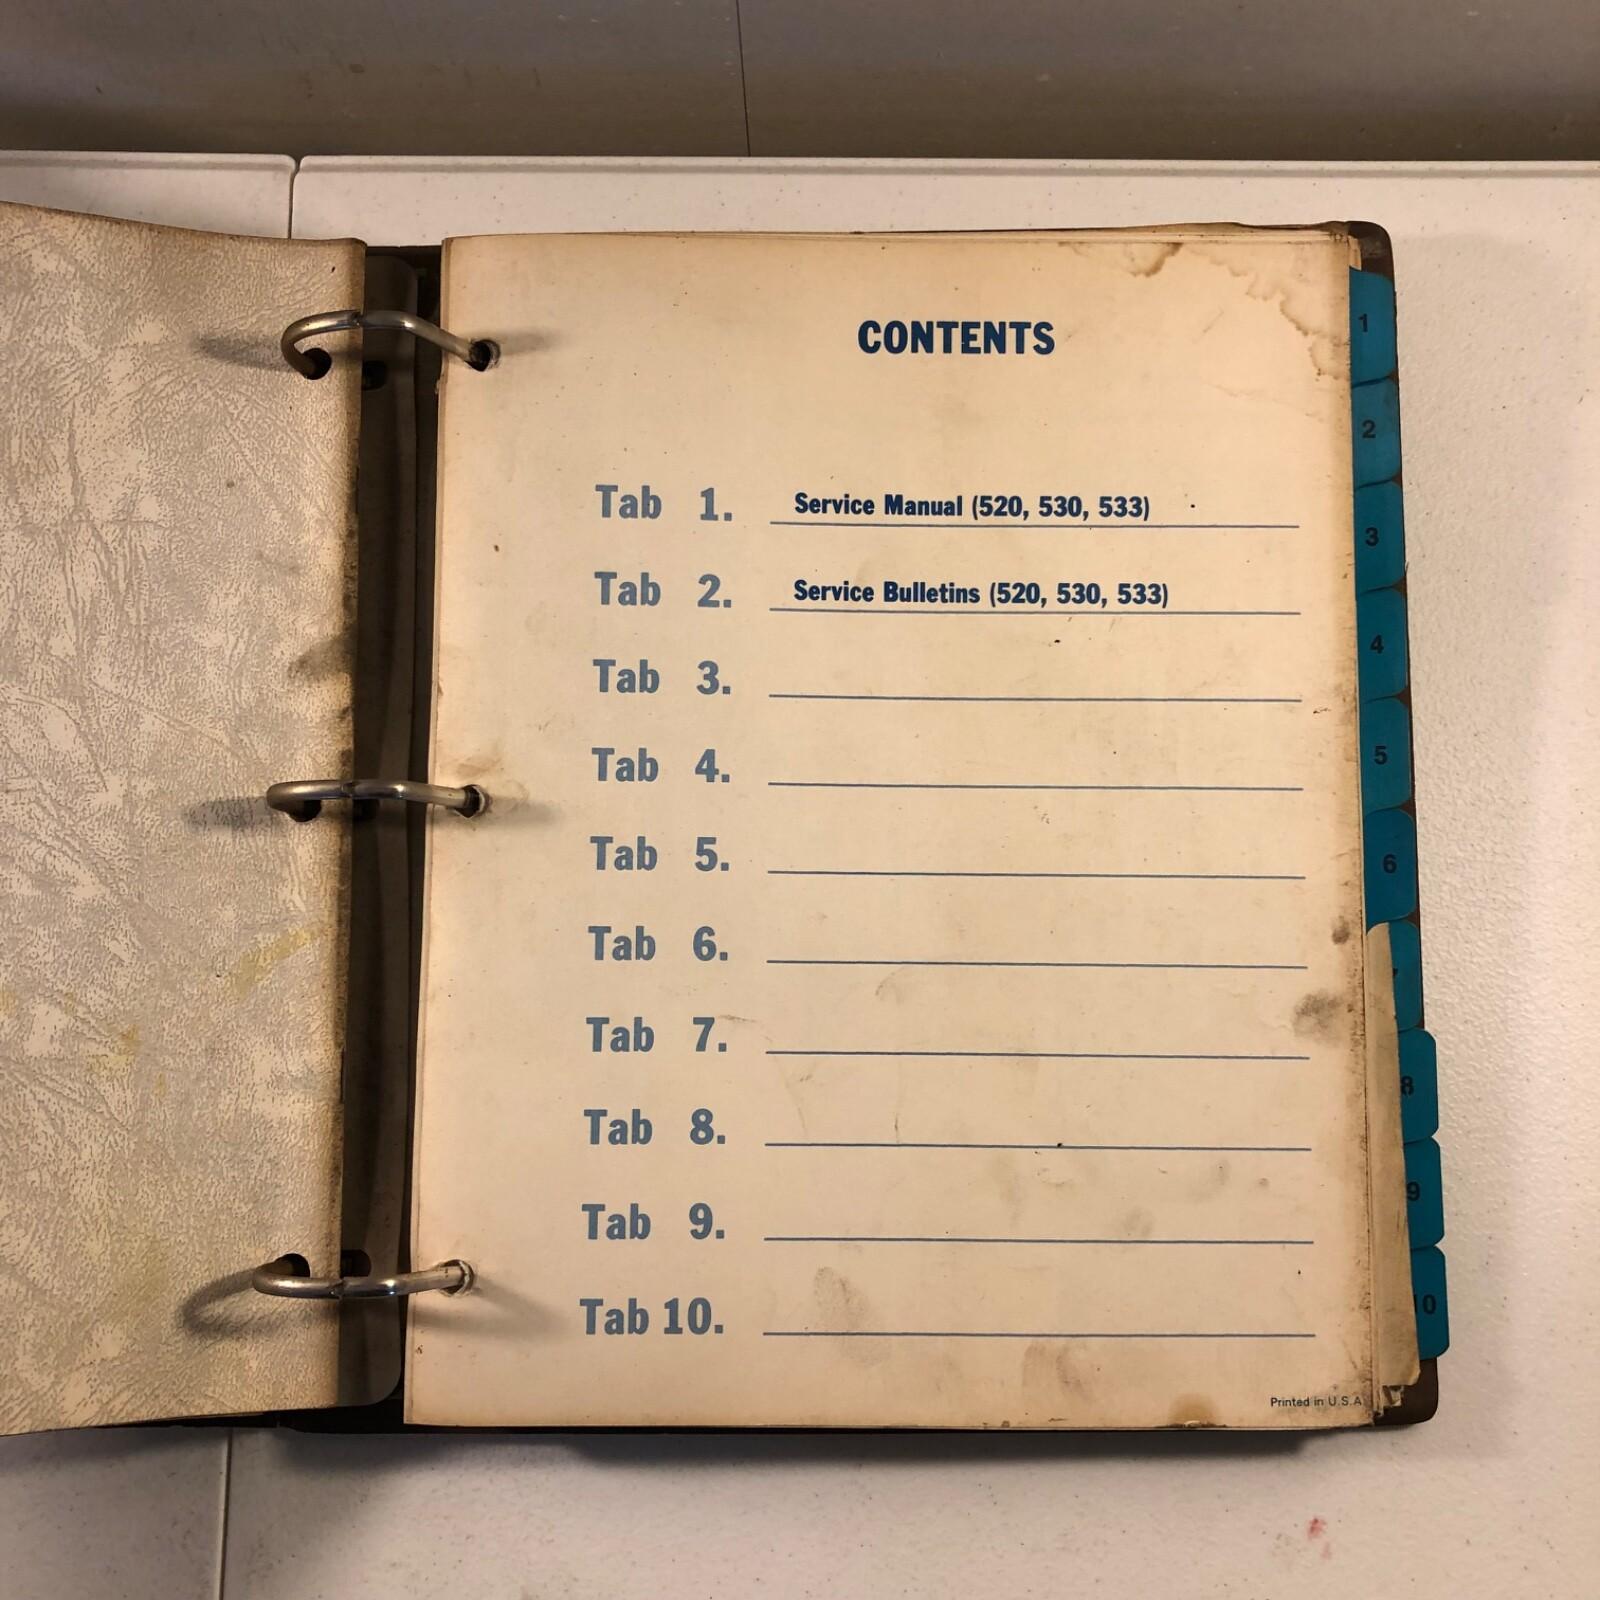 CONTENTS
Tab 1. Service Manual (520, 530, 533)
Tab 2. Service Bulletins (520, 530, 533)
Tab 3.
Tab 4.
Tab 5.
Tab 6.
Tab 7.
Tab 8.
Tab 9.
Tab 10.
Printed in U.S.A
1
2
3
4
5
6
8
9
10